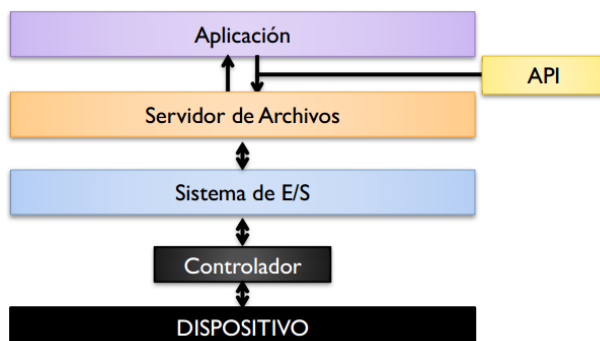 Aplicación
API
Servidor de Archivos
Sistema de E/S
Controlador
DISPOSITIVO